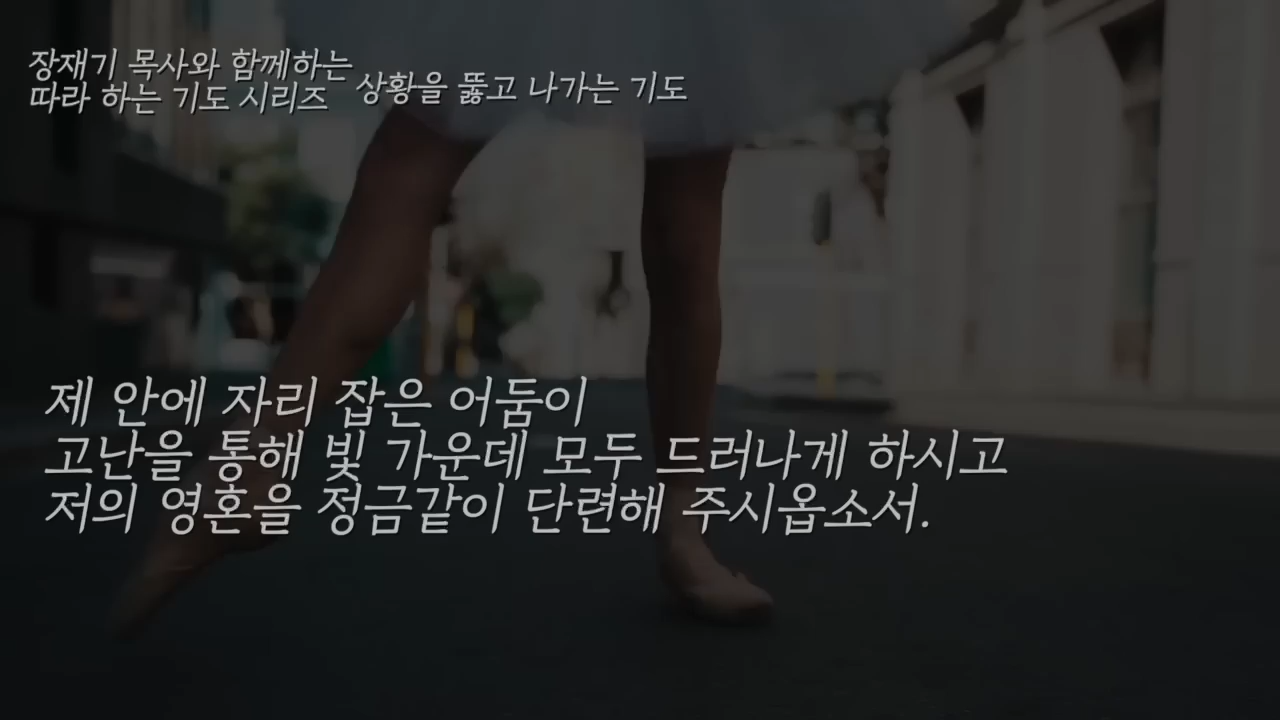 장재기 목사와 함께하는
따라 하는 기도 시리즈
상황을 뚫고 나가는 기도
제 안에 자리 잡은 어둠이
고난을 통해 빛 가운데 모두 드러나게 하시고
저의 영혼을 정금같이 단련해 주시옵소서.